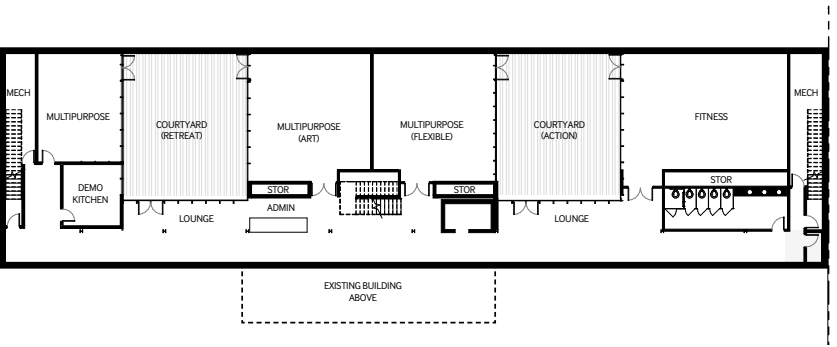 MECH
MULTIPURPOSE
COURTYARD
(RETREAT)
MULTIPURPOSE
(ART)
MULTIPURPOSE
(FLEXIBLE)
COURTYARD
(ACTION)
FITNESS
MECH
DEMO
KITCHEN
STOR
STOR
STOR
LOUNGE
ADMIN
LOUNGE
EXISTING BUILDING
ABOVE